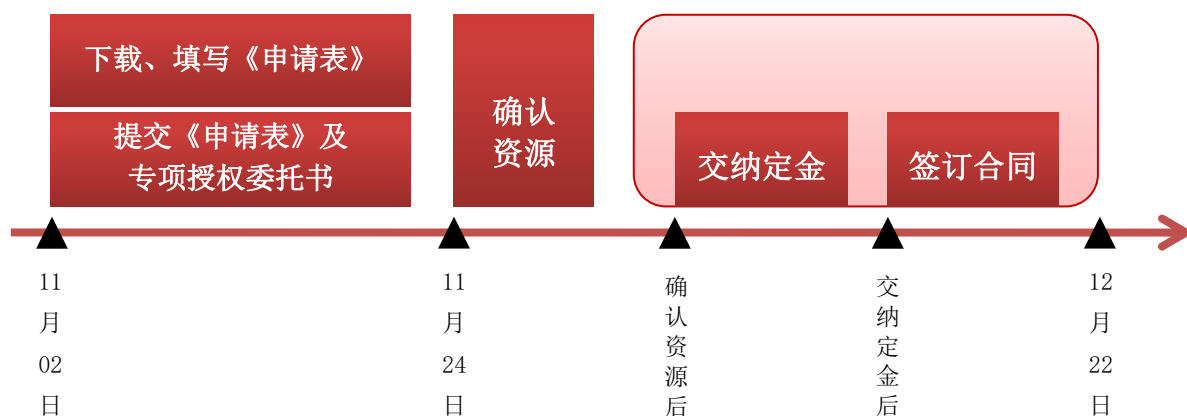 下载、填写《申请表》
提交《申请表》及
专项授权委托书
确认
资源
交纳定金
签订合同
11
月
02
日
11
月
24
日
确
认
资
源
后
交
纳
定
金
后
12
月
22
日